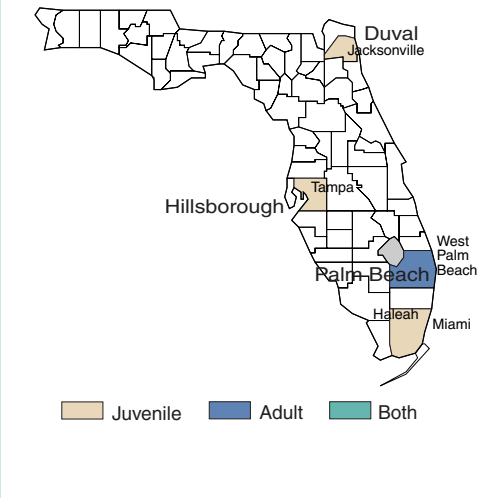 Duval
Jacksonville
Tampa
Hillsborough
West
Palm
Beach
Palm Beach
Haleah
Miami
Juvenile
Adult
Both